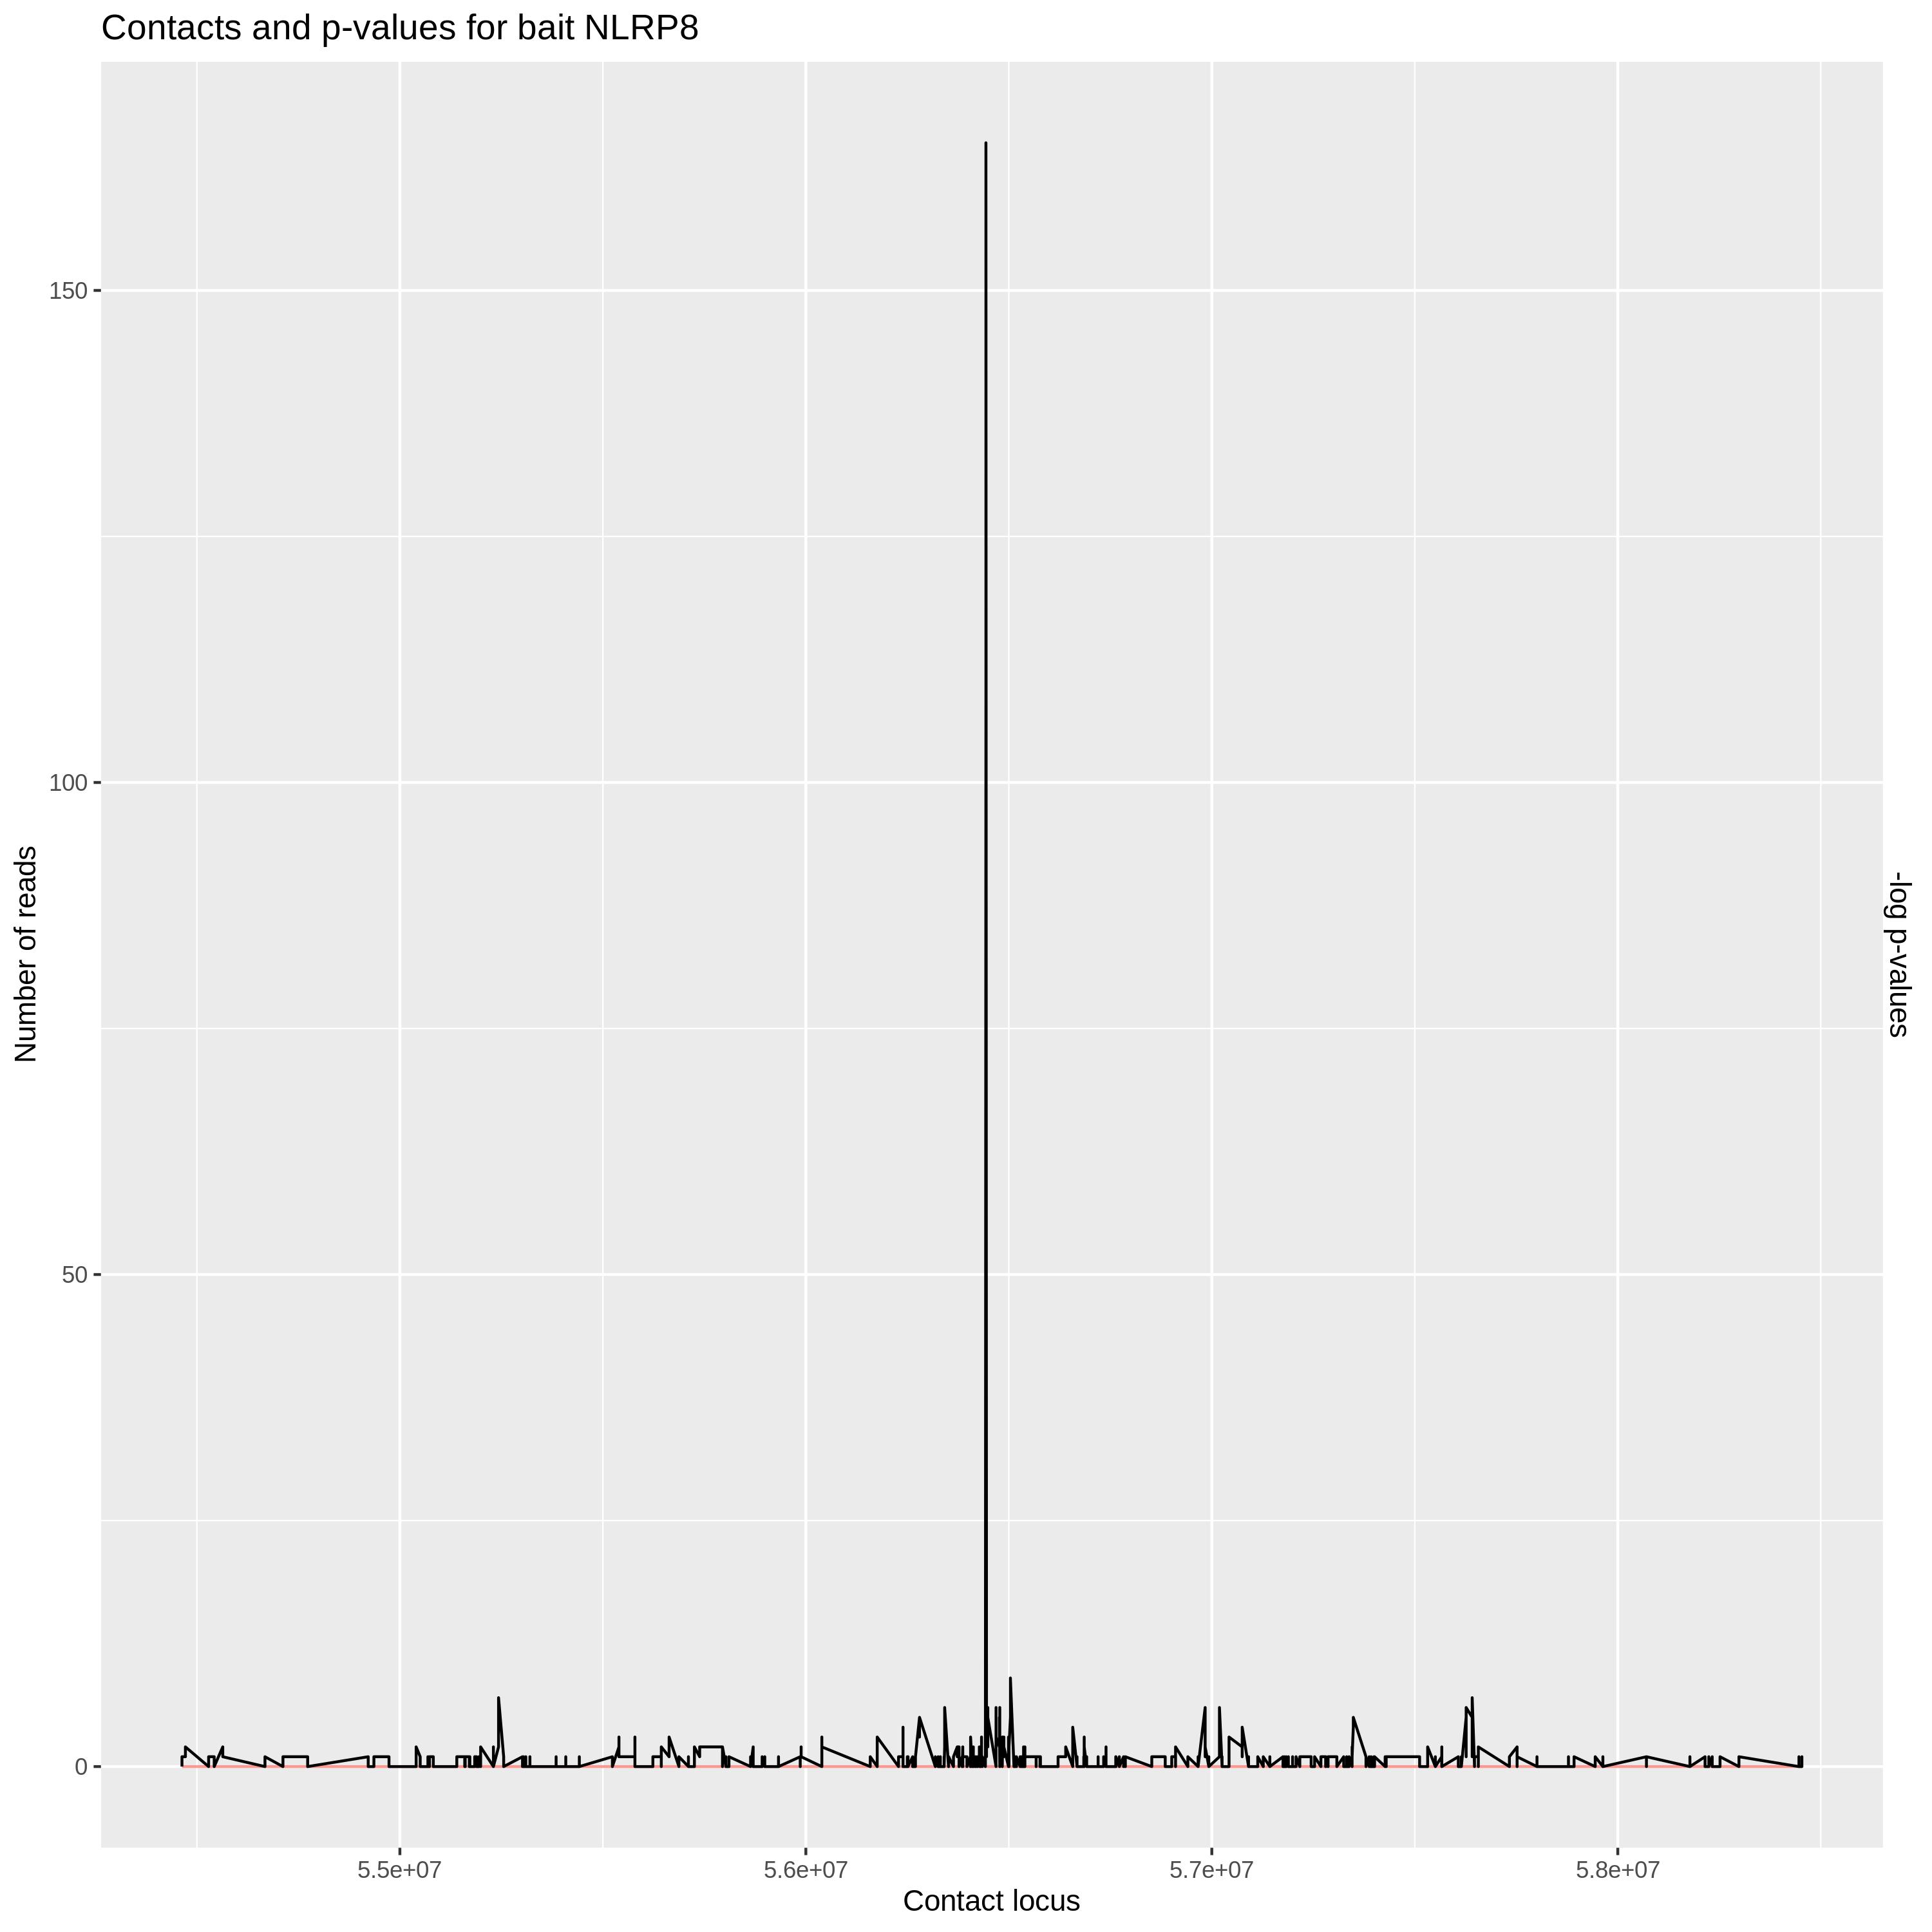 Contacts and p-values for bait NLRP8
150
100
50
0
Number of reads
-log p-values
5.5e+07
5.6e+07
5.7e+07
5.8e+07
Contact locus